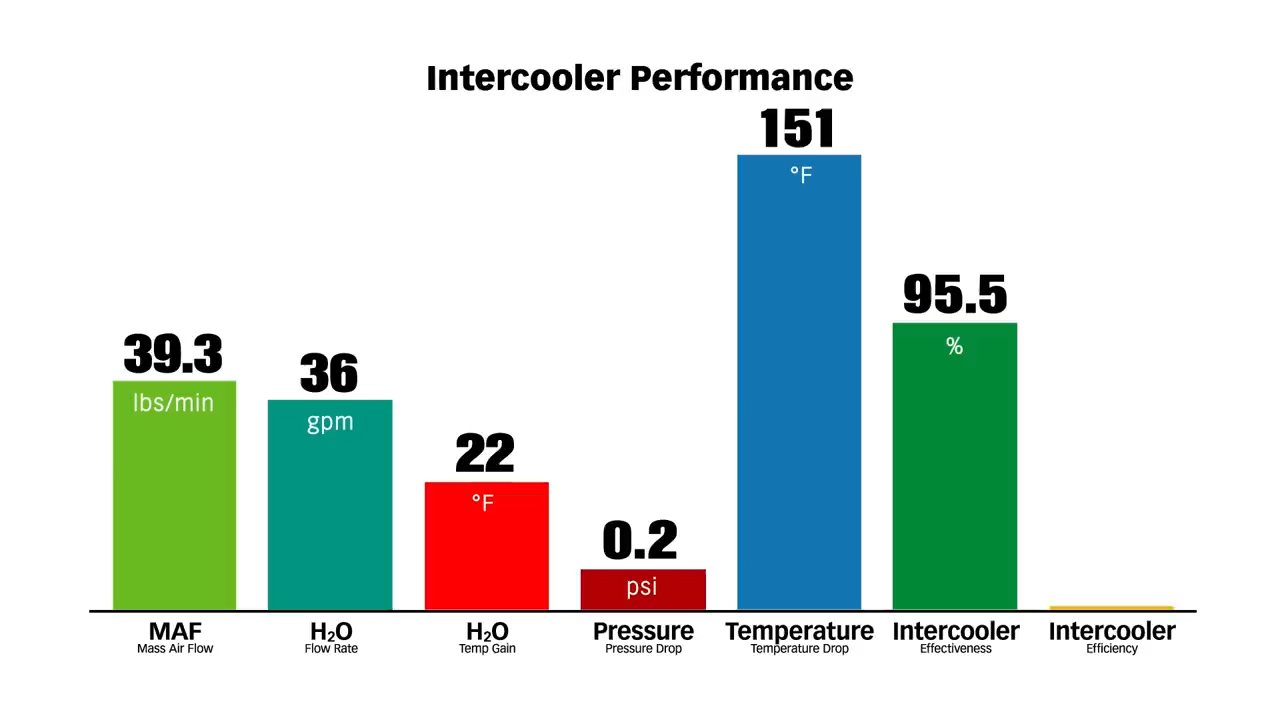 Intercooler Performance
151
°F
95.5
%
39.3
lbs/min
36
gpm
22
°F
0.2
psi
MAF
Mass Air Flow
H₂O
Flow Rate
H₂O
Temp Gain
Pressure
Pressure Drop
Temperature
Temperature Drop
Intercooler
Effectiveness
Intercooler
Efficiency